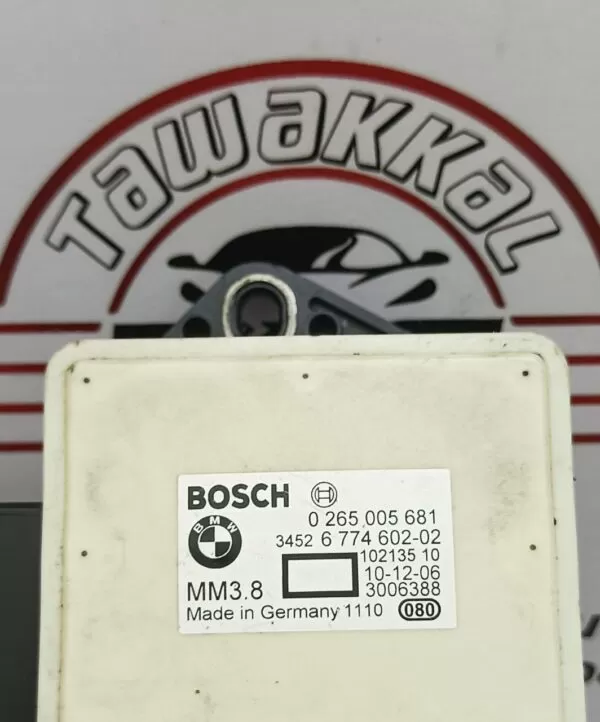 Tawakkal
BOSCH
0 265 005 681
BMW
3452 6 774 602-02
102135 10
10-12-06
MM3.8
3006388
Made in Germany 1110
080